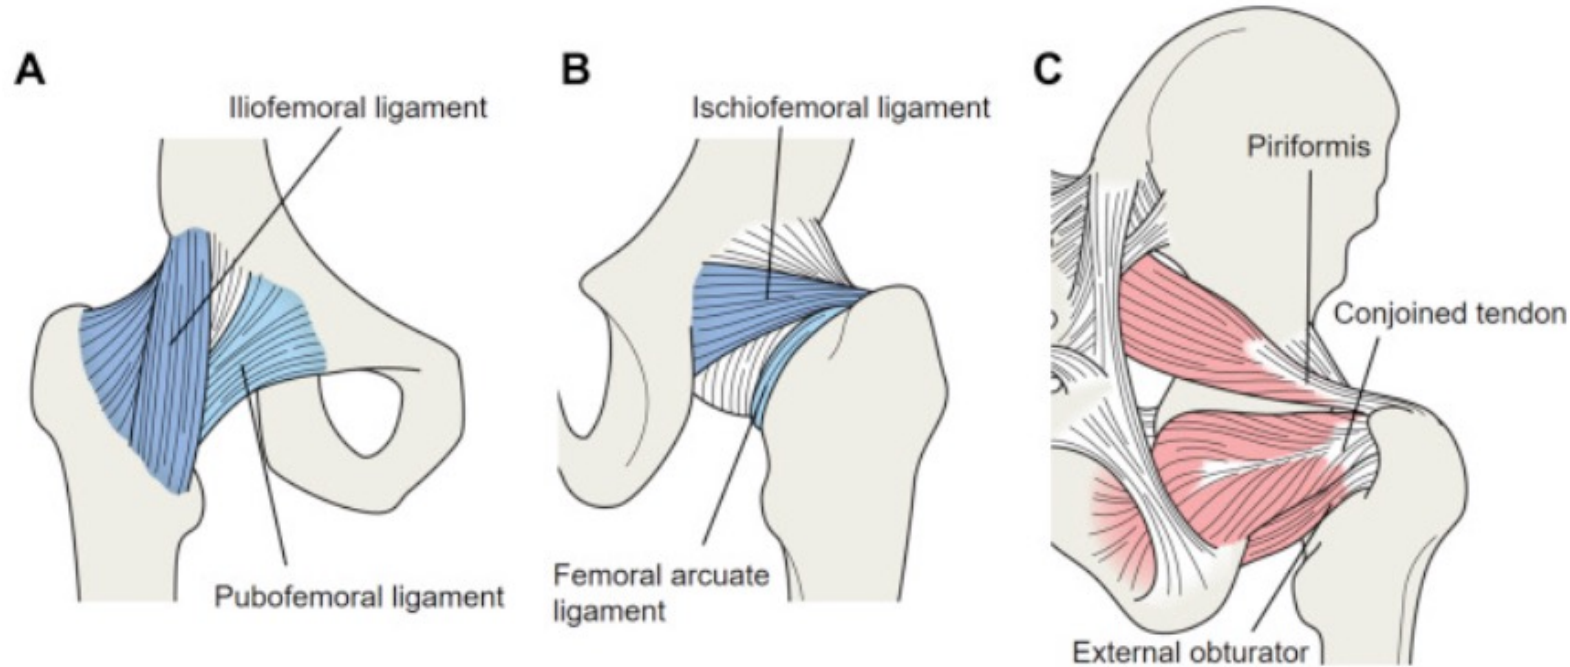 A
Iliofemoral ligament
Pubofemoral ligament
B
Ischiofemoral ligament
Femoral arcuate
ligament
C
Piriformis
Conjoined tendon
External obturator